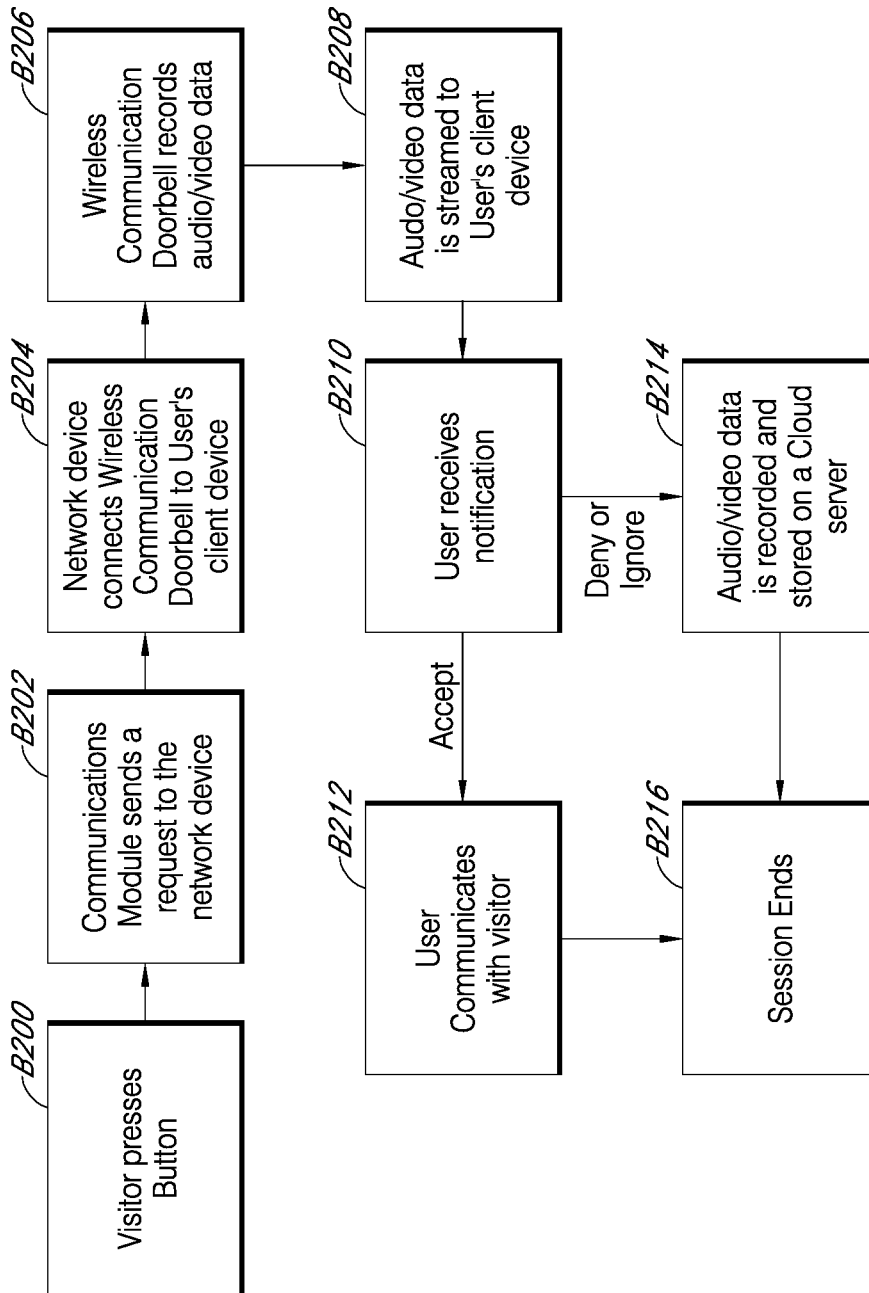 B200
Visitor presses
Button
B202
Communications
Module sends a
request to the
network device
B204
Network device
connects Wireless
Communication
Doorbell to User's
client device
B206
Wireless
Communication
Doorbell records
audio/video data
B208
Audo/video data
is streamed to
User's client
device
B210
User receives
notification
Accept
Deny or
Ignore
B212
User
Communicates
with visitor
B214
Audio/video data
is recorded and
stored on a Cloud
server
B216
Session Ends